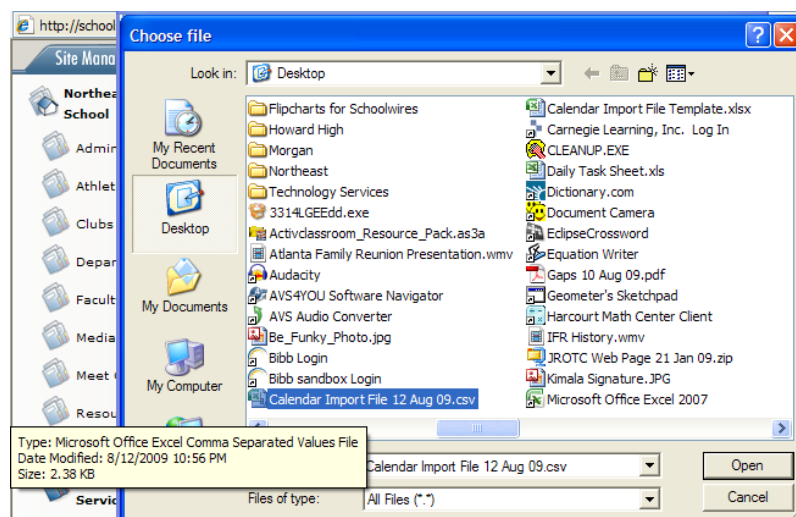 http://school
Choose file
Site Mana
Look in:
Desktop
Northea
School
Admin
Athlet
Clubs
Depar
Facult
Media
Meet
Resou
Servic
My Recent
Documents
Desktop
My Documents
My Computer
Flipcharts for Schoolwires
Howard High
Morgan
Northeast
Technology Services
3314LGEEdd.exe
Activclassroom_Resource_Pack.as3a
Atlanta Family Reunion Presentation.wmv
Audacity
AVS4YOU Software Navigator
AVS Audio Converter
Be_Funky_Photo.jpg
Bibb Login
Bibb sandbox Login
Calendar Import File 12 Aug 09.csv
Calendar Import File Template.xlsx
Carnegie Learning, Inc. Log In
CLEANUP.EXE
Daily Task Sheet.xls
Dictionary.com
Document Camera
EclipseCrossword
Equation Writer
Gaps 10 Aug 09.pdf
Geometer's Sketchpad
Harcourt Math Center Client
IFR History.wmv
JROTC Web Page 21 Jan 09.zip
Kimala Signature.JPG
Microsoft Office Excel 2007
Type: Microsoft Office Excel Comma Separated Values File
Date Modified: 8/12/2009 10:56 PM
Size: 2.38 KB
Calendar Import File 12 Aug 09.csv
Open
Files of type:
All Files (*.*)
Cancel